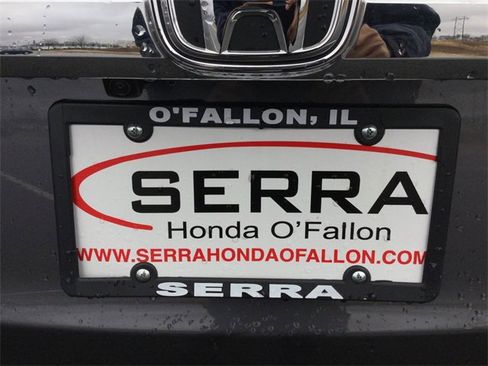 O'FALLON, IL
SERRA
Honda O'Fallon
WWW.SERRAHONDAOFALLON.COM
SERRA